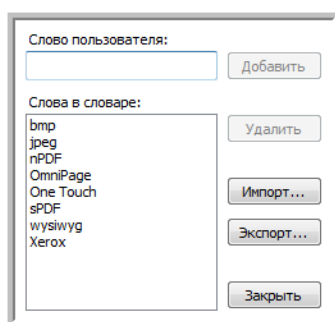 Слово пользователя:
Добавить
Слова в словаре:
bmp
jpeg
nPDF
OmniPage
One Touch
sPDF
wysiwyg
Xerox
Удалить
Импорт...
Экспорт...
Закрыть